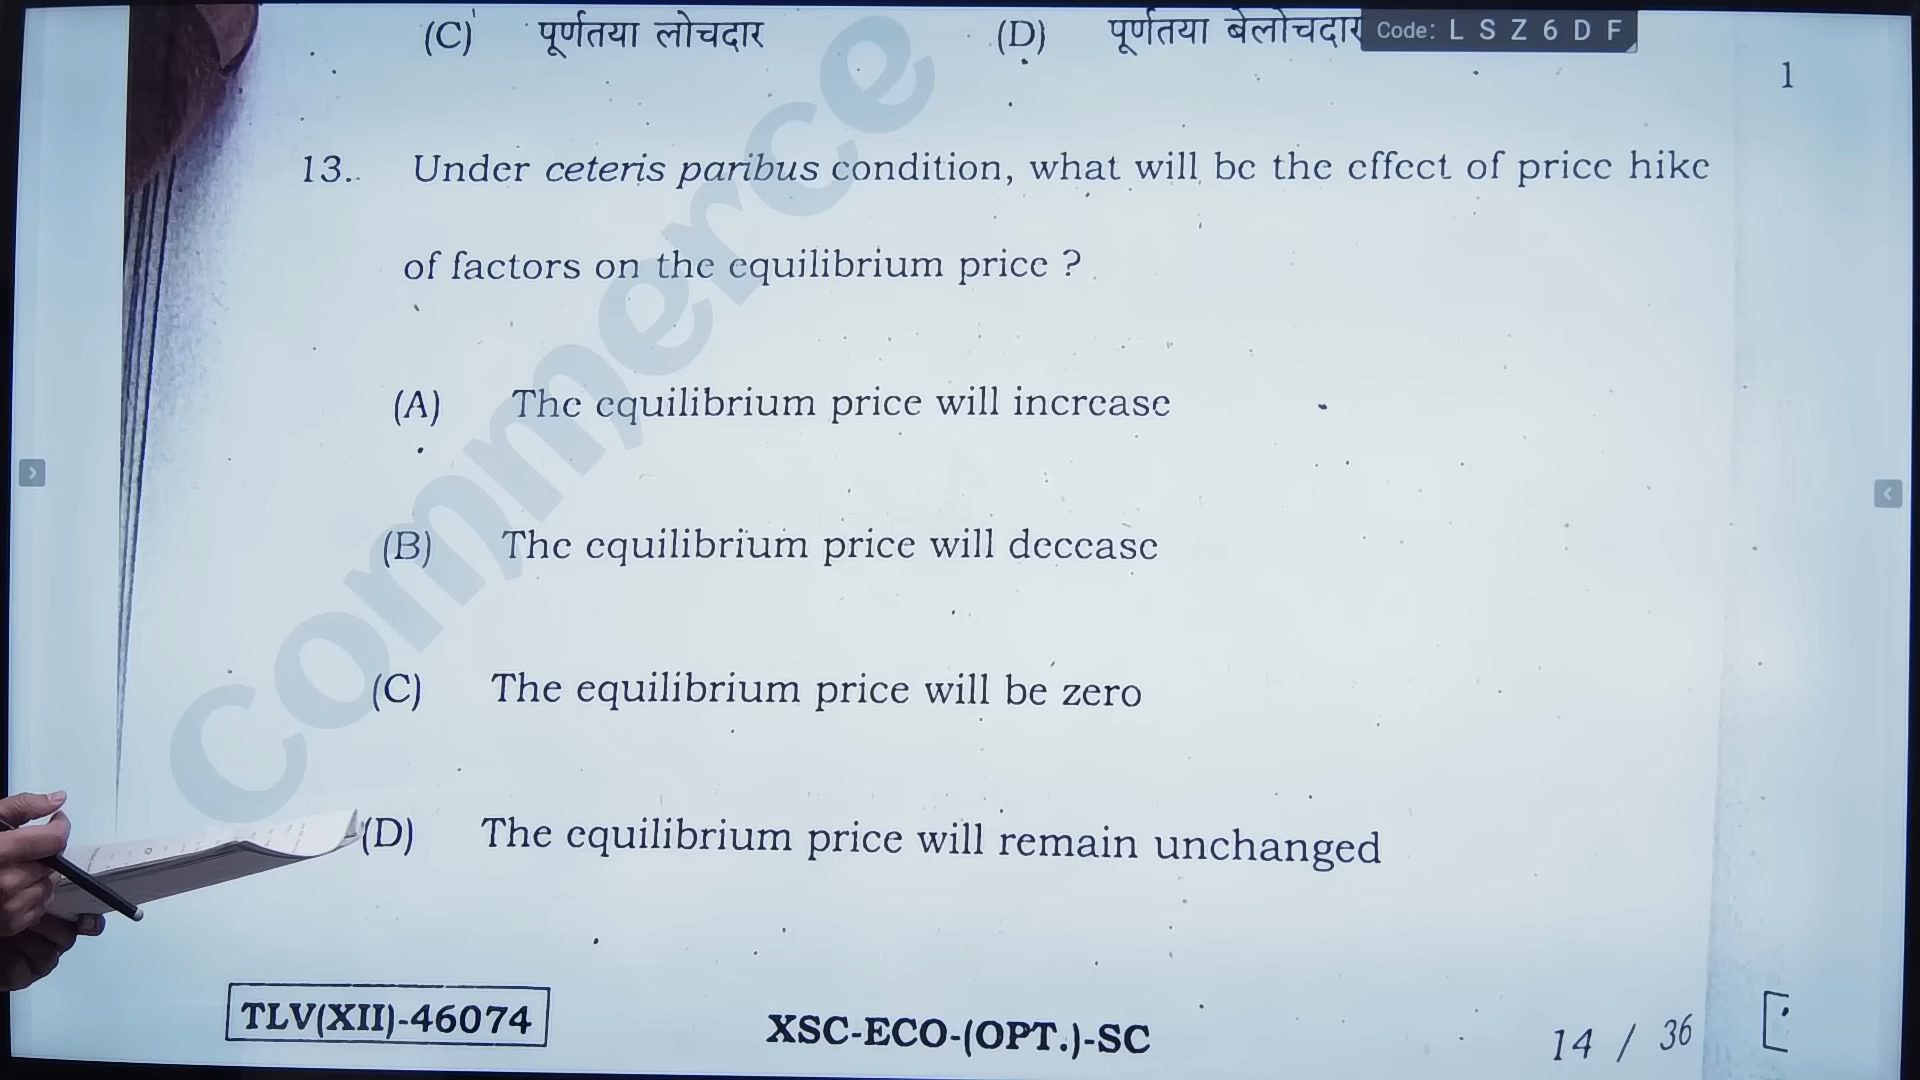 (C) पूर्णतया लोचदार (D) पूर्णतया बेलोचदार Code: L S Z 6 D F
1
13. Under ceteris paribus condition, what will be the effect of price hike
of factors on the equilibrium price ?
(A) The equilibrium price will increase
(B) The equilibrium price will decease
(C) The equilibrium price will be zero
(D) The equilibrium price will remain unchanged
TLV(XII)-46074 XSC-ECO-(OPT.)-SC 14 / 36 [
Commerce